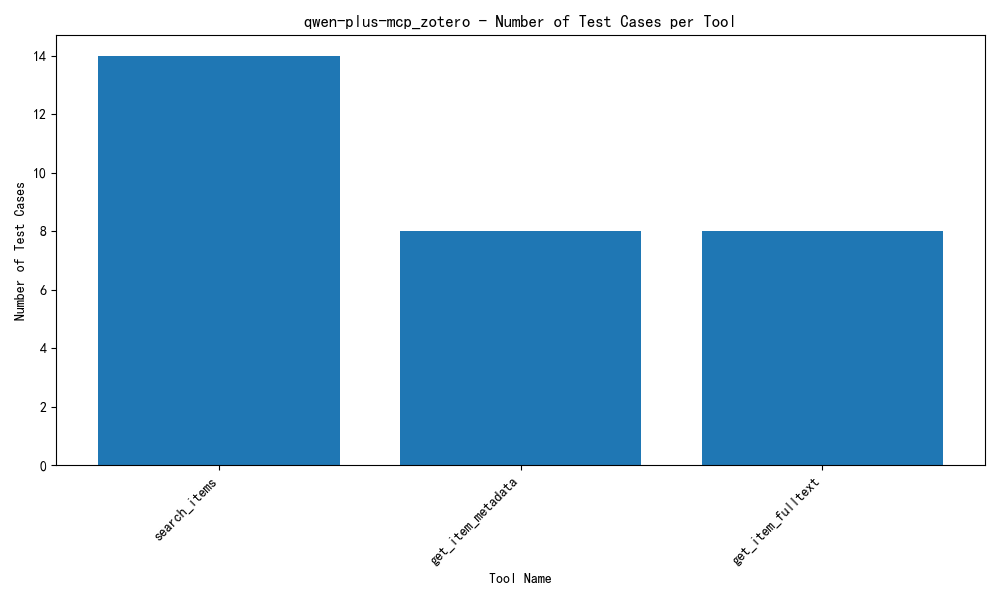 qwen-plus-mcp_zotero - Number of Test Cases per Tool
Number of Test Cases
14
12
10
8
6
4
2
0
search_items
get_item_metadata
get_item_fulltext
Tool Name